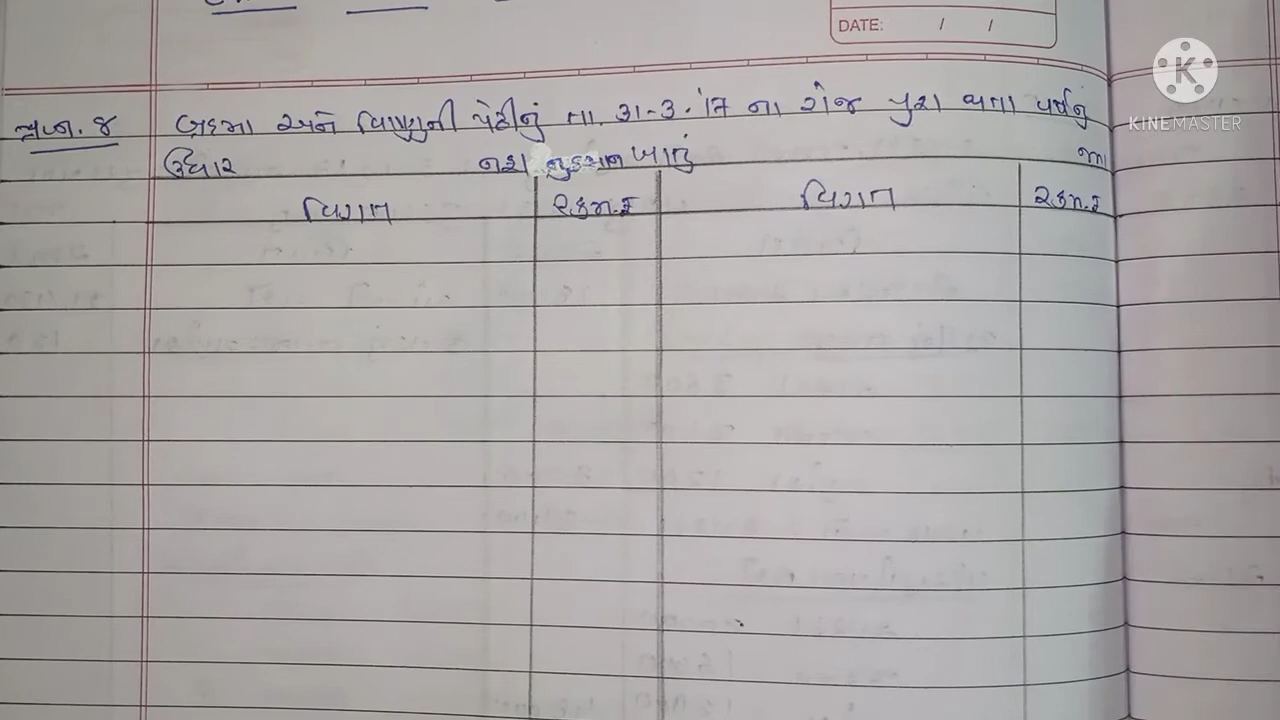 DATE: / /
KINEMASTER
પ્રશ્ન. ૪ બ્રહ્મા અને વિષ્ણુની પેઢીનું તા. ૩૧-૩-'૧૭ ના રોજ પુરા થતા વર્ષનું
ઉધાર નફા નુકસાન ખાતું જમા
વિગત રકમ.રૂ વિગત રકમ.રૂ